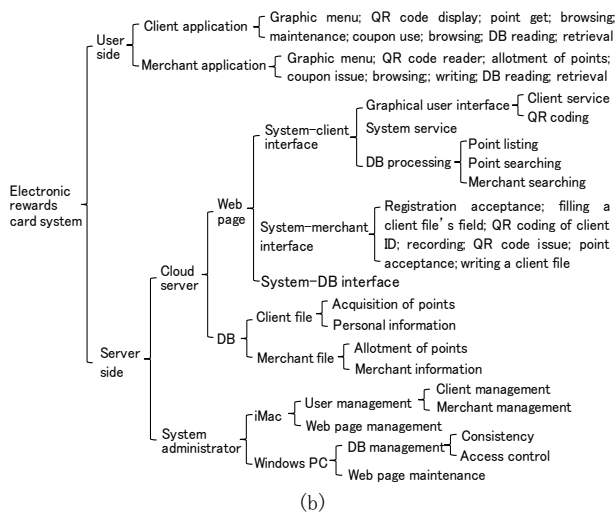 Graphic menu; QR code display; point get; browsing;
Client application
maintenance; coupon use; browsing; DB reading; retrieval
User
side
Graphic menu; QR code reader; allotment of points;
Merchant application
coupon issue; browsing;; writing; DB reading; retrieval
Client service
Graphical user interface
QR coding
System-client
interface
System service
Point listing
DB processing
Point searching
Merchant searching
Electronic
rewards
card system
Web
page
Registration acceptance; filling a
client file's field; QR coding of client
ID; recording; QR code issue; point
acceptance; writing a client file
System-merchant
interface
Cloud
server
System-DB interface
Acquisition of points
Client file
Personal information
DB
Server
side
Allotment of points
Merchant file
Merchant information
Client management
User management
Merchant management
iMac
Web page management
System
administrator
Consistency
DB management
Access control
Windows PC
Web page maintenance
(b)